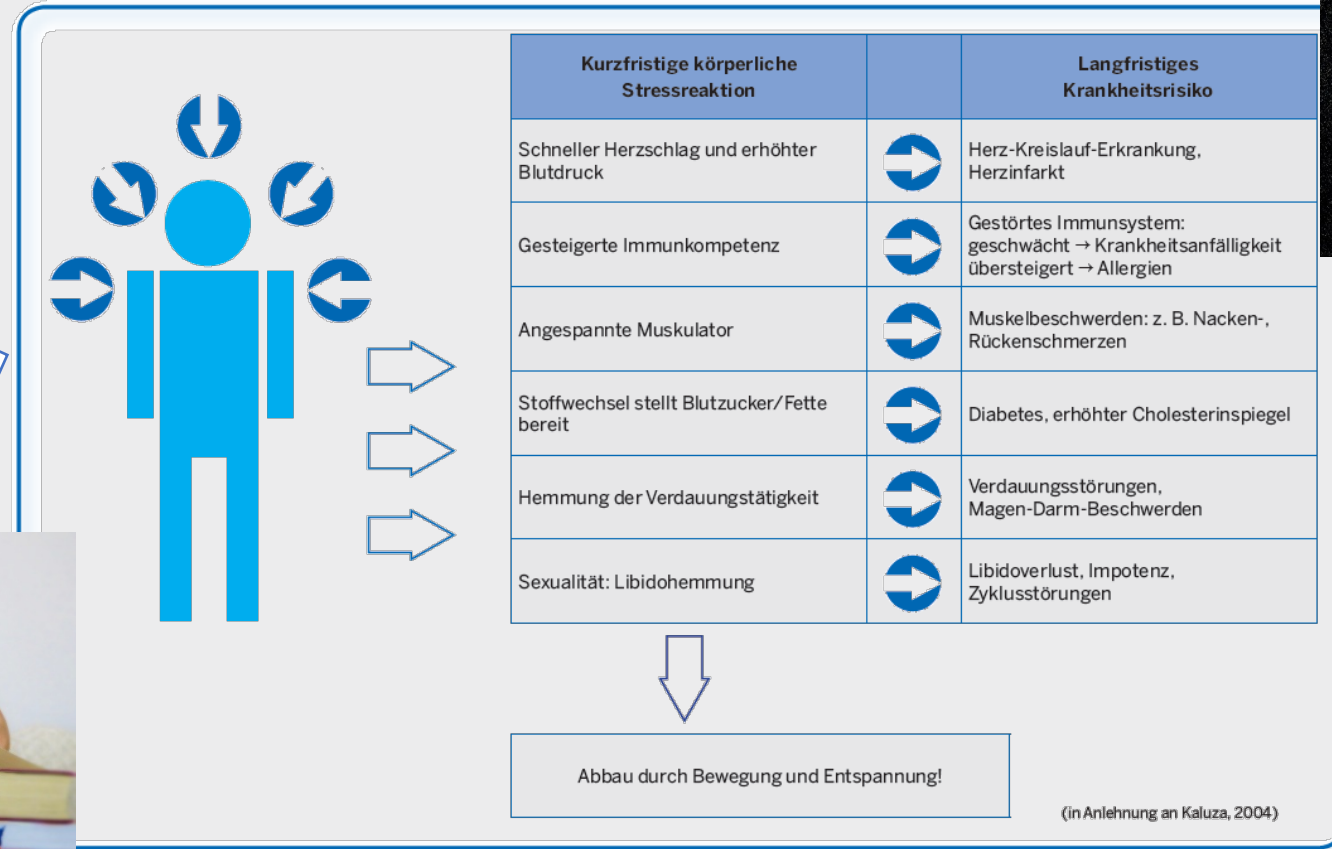 Kurzfristige körperliche
Stressreaktion
Langfristiges
Krankheitsrisiko
Schneller Herzschlag und erhöhter
Blutdruck
Herz-Kreislauf-Erkrankung,
Herzinfarkt
Gesteigerte Immunkompetenz
Gestörtes Immunsystem:
geschwächt → Krankheitsanfälligkeit
übersteigert → Allergien
Angespannte Muskulator
Muskelbeschwerden: z. B. Nacken-,
Rückenschmerzen
Stoffwechsel stellt Blutzucker/Fette
bereit
Diabetes, erhöhter Cholesterinspiegel
Hemmung der Verdauungstätigkeit
Verdauungsstörungen,
Magen-Darm-Beschwerden
Sexualität: Libidohemmung
Libidoverlust, Impotenz,
Zyklusstörungen
Abbau durch Bewegung und Entspannung!
(in Anlehnung an Kaluza, 2004)